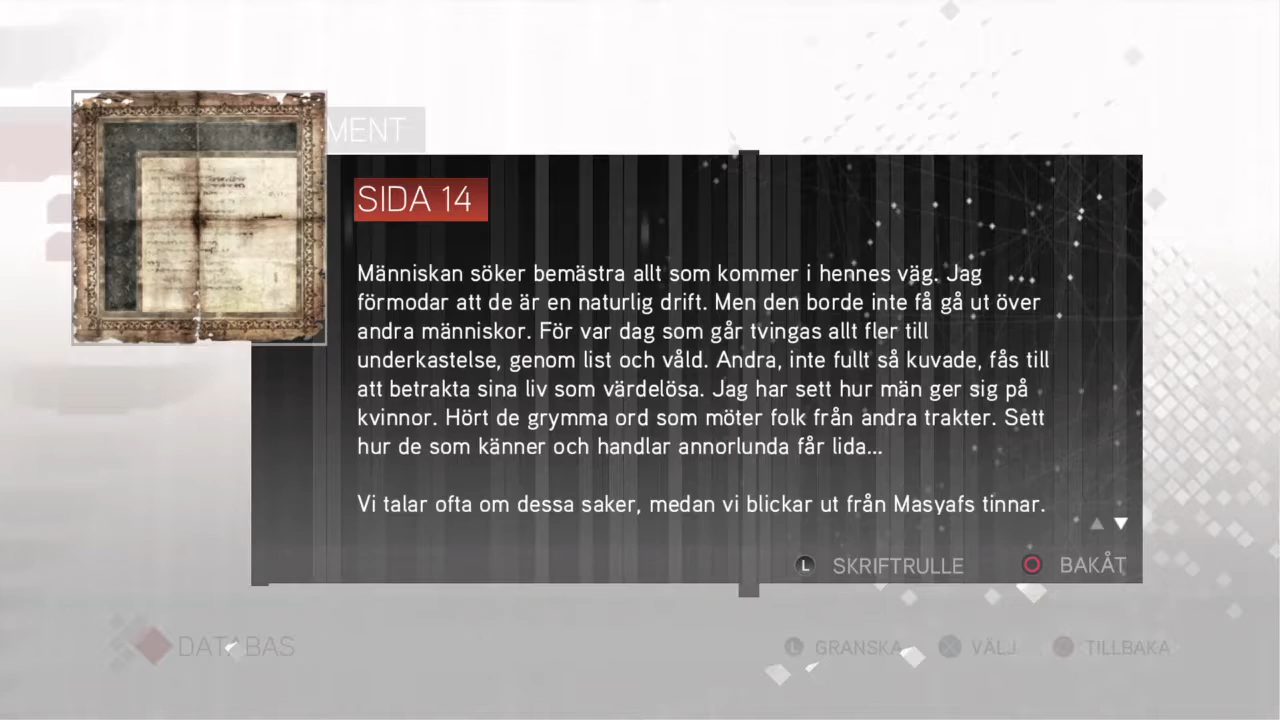 MENT
SIDA 14
Människan söker bemästra allt som kommer i hennes väg. Jag
förmodar att de är en naturlig drift. Men den borde inte få gå ut över
andra människor. För var dag som går tvingas allt fler till
underkastelse, genom list och våld. Andra, inte fullt så kuvade, fås till
att betrakta sina liv som värdelösa. Jag har sett hur män ger sig på
kvinnor. Hört de grymma ord som möter folk från andra trakter. Sett
hur de som känner och handlar annorlunda får lida...
Vi talar ofta om dessa saker, medan vi blickar ut från Masyafs tinnar.
L SKRIFTRULLE BAKÅT
DATABAS
L GRANSKA VÄLJ TILLBAKA